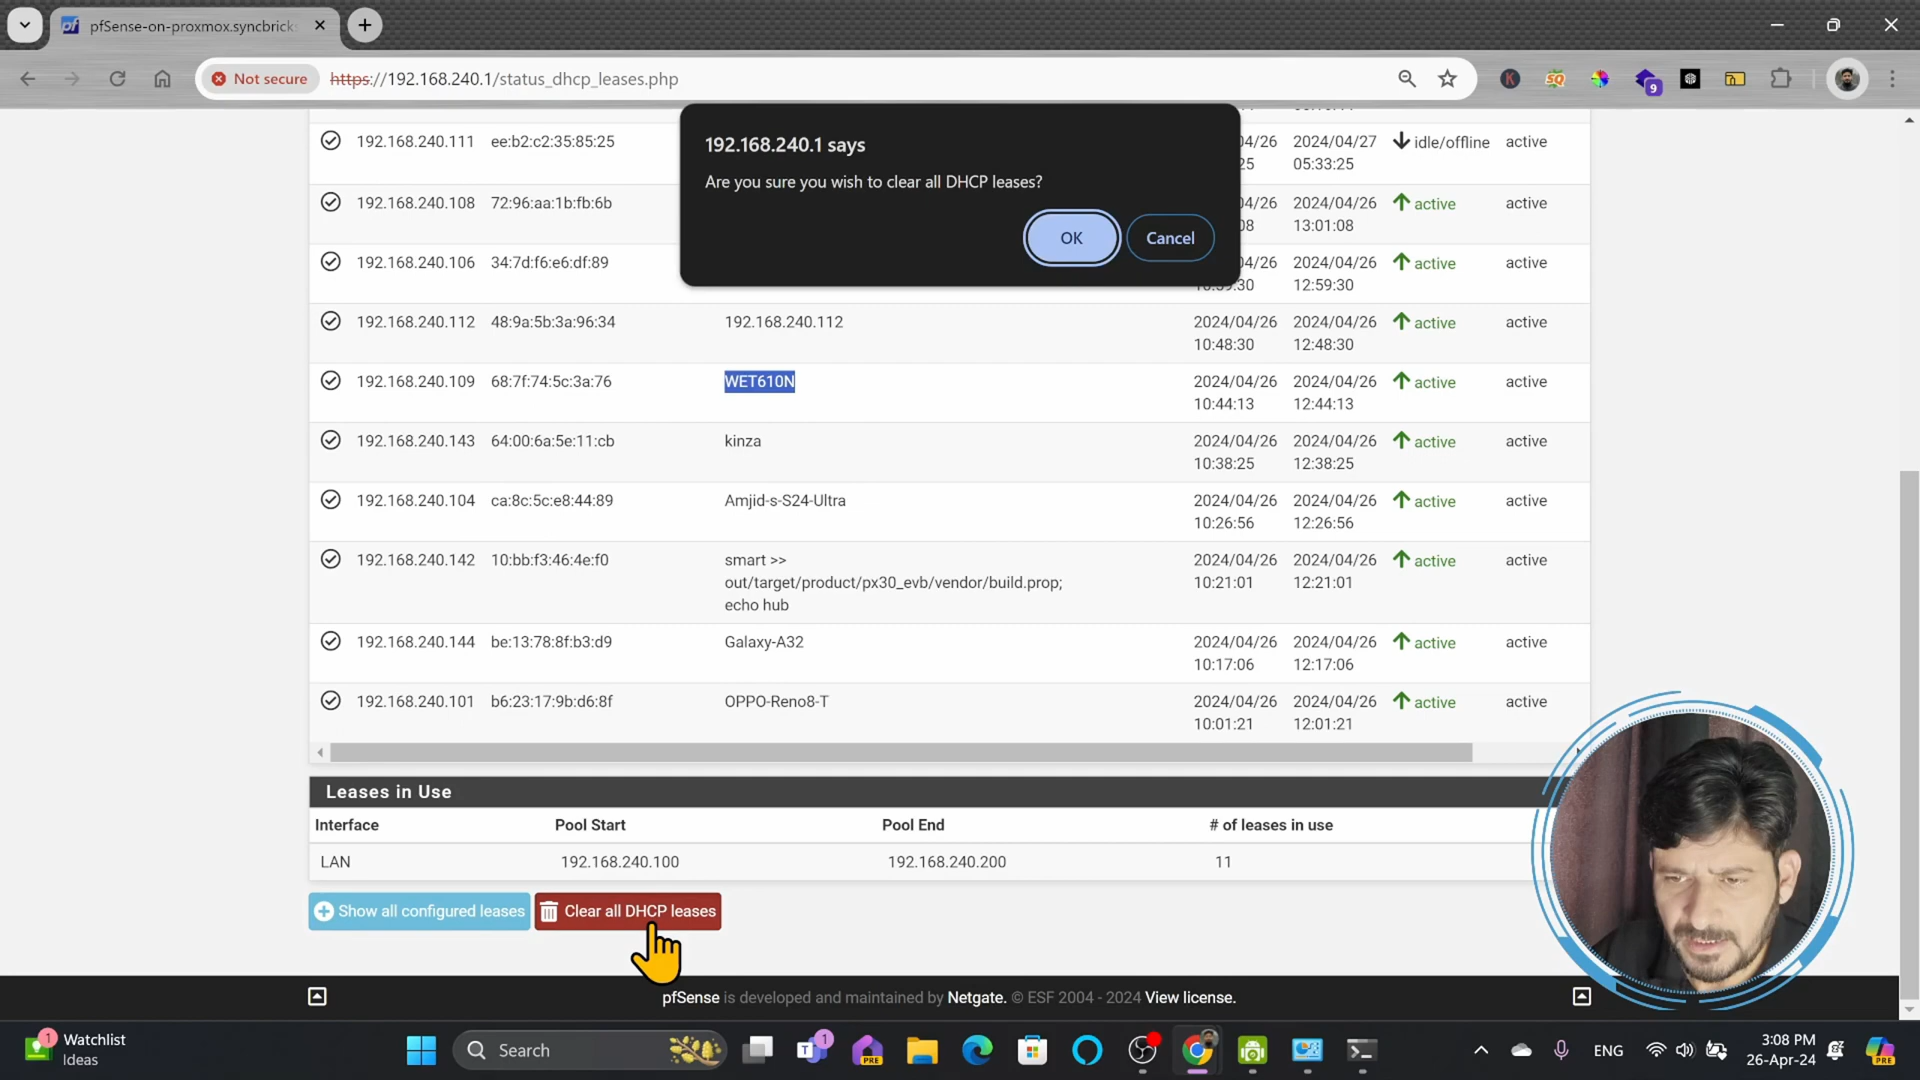 pfSense-on-proxmox.syncbricks
Not secure https://192.168.240.1/status_dhcp_leases.php
9
192.168.240.1 says
Are you sure you wish to clear all DHCP leases?
OK Cancel
192.168.240.111 ee:b2:c2:35:85:25 04/26 2024/04/27 idle/offline active
25 05:33:25
192.168.240.108 72:96:aa:1b:fb:6b 04/26 2024/04/26 active active
08 13:01:08
192.168.240.106 34:7d:f6:e6:df:89 04/26 2024/04/26 active active
10:59:30 12:59:30
192.168.240.112 48:9a:5b:3a:96:34 192.168.240.112 2024/04/26 2024/04/26 active active
10:48:30 12:48:30
192.168.240.109 68:7f:74:5c:3a:76 WET610N 2024/04/26 2024/04/26 active active
10:44:13 12:44:13
192.168.240.143 64:00:6a:5e:11:cb kinza 2024/04/26 2024/04/26 active active
10:38:25 12:38:25
192.168.240.104 ca:8c:5c:e8:44:89 Amjid-s-S24-Ultra 2024/04/26 2024/04/26 active active
10:26:56 12:26:56
192.168.240.142 10:bb:f3:46:4e:f0 smart >> 2024/04/26 2024/04/26 active active
out/target/product/px30_evb/vendor/build.prop; 10:21:01 12:21:01
echo hub
192.168.240.144 be:13:78:8f:b3:d9 Galaxy-A32 2024/04/26 2024/04/26 active active
10:17:06 12:17:06
192.168.240.101 b6:23:17:9b:d6:8f OPPO-Reno8-T 2024/04/26 2024/04/26 active active
10:01:21 12:01:21
Leases in Use
Interface Pool Start Pool End # of leases in use
LAN 192.168.240.100 192.168.240.200 11
Show all configured leases Clear all DHCP leases
pfSense is developed and maintained by Netgate. © ESF 2004 - 2024 View license.
1 Watchlist
Ideas
Search
1
PRE
ENG
3:08 PM
26-Apr-24
PRE